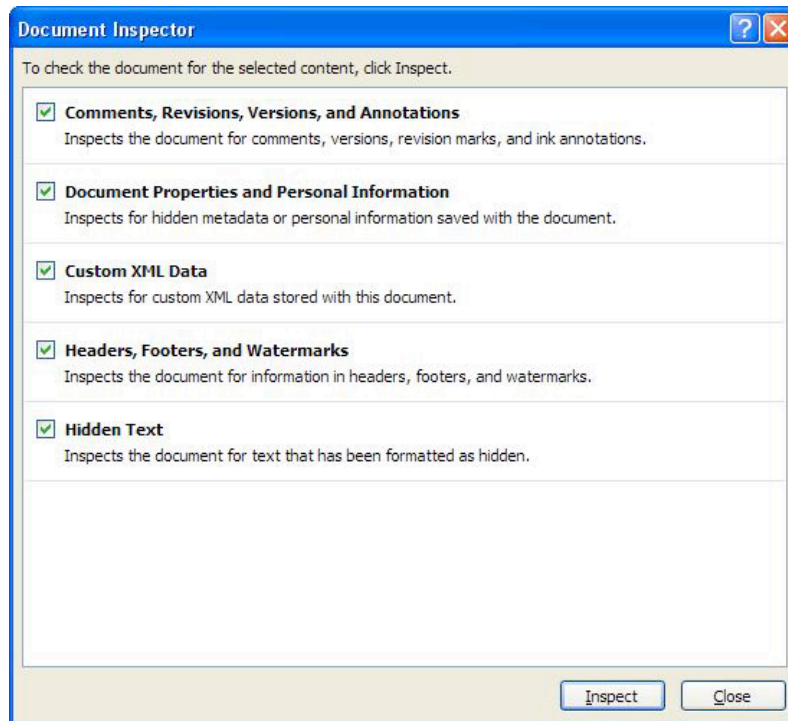 Document Inspector
To check the document for the selected content, click Inspect.
Comments, Revisions, Versions, and Annotations
Inspects the document for comments, versions, revision marks, and ink annotations.
Document Properties and Personal Information
Inspects for hidden metadata or personal information saved with the document.
Custom XML Data
Inspects for custom XML data stored with this document.
Headers, Footers, and Watermarks
Inspects the document for information in headers, footers, and watermarks.
Hidden Text
Inspects the document for text that has been formatted as hidden.
Inspect Close